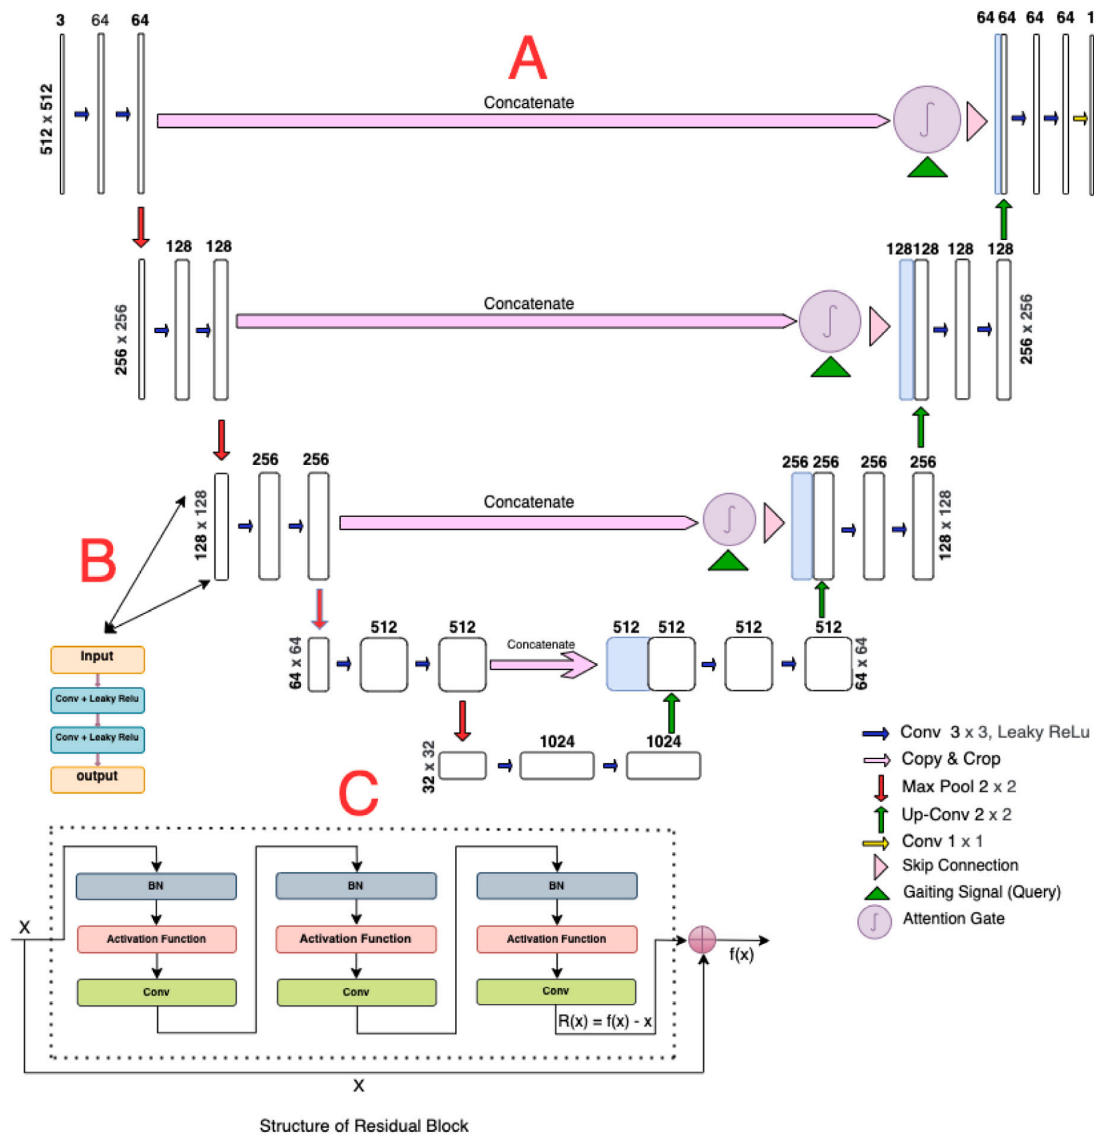 3 64 64
A
64 64 64 64 1
512 x 512
Concatenate
128 128
128 128 128 128
256 x 256
Concatenate
256 x 256
256 256
256 256 256 256
128 x 128
Concatenate
128 x 128
B
512 512
Concatenate
512 512 512 512
64 x 64
64 x 64
Input
Conv + Leaky Relu
Conv + Leaky Relu
output
1024 1024
32 x 32
Conv 3 x 3, Leaky ReLu
Copy & Crop
Max Pool 2 x 2
Up-Conv 2 x 2
Conv 1 x 1
Skip Connection
Gaiting Signal (Query)
Attention Gate
C
X
BN BN BN
Activation Function Activation Function Activation Function
Conv Conv Conv
R(x) = f(x) - x
f(x)
X
Structure of Residual Block